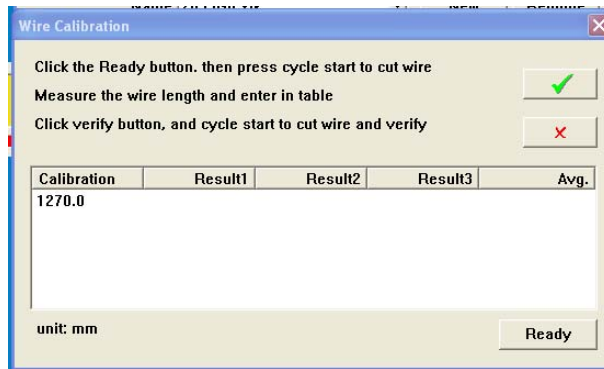 Wire Calibration
Click the Ready button. then press cycle start to cut wire
Measure the wire length and enter in table
Click verify button, and cycle start to cut wire and verify
Calibration Result1 Result2 Result3 Avg.
1270.0
unit: mm
Ready